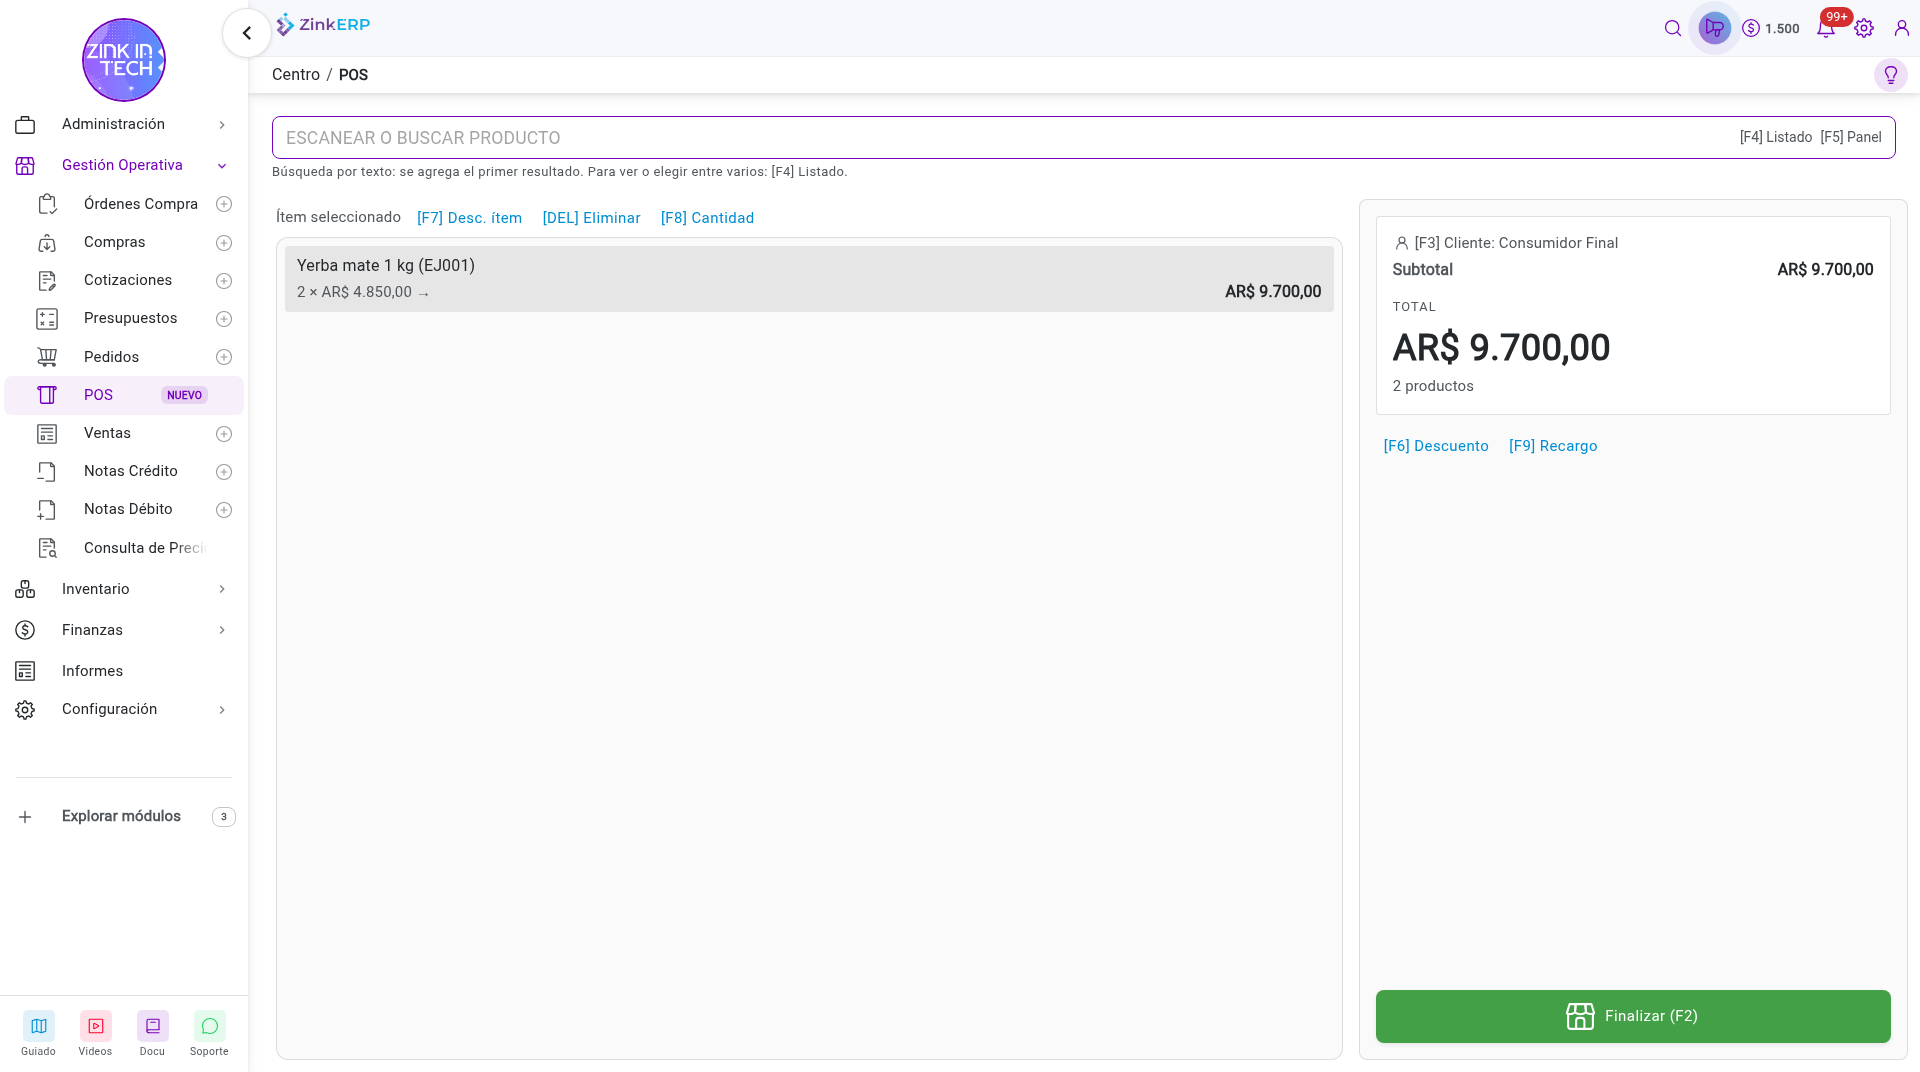 ZINK IN
TECH
ZinkERP
1.500
99+
Centro / POS
Administración
Gestión Operativa
Órdenes Compra
Compras
Cotizaciones
Presupuestos
Pedidos
POS NUEVO
Ventas
Notas Crédito
Notas Débito
Consulta de Preci
Inventario
Finanzas
Informes
Configuración
Explorar módulos 3
Guiado Videos Docu Soporte
ESCANEAR O BUSCAR PRODUCTO [F4] Listado [F5] Panel
Búsqueda por texto: se agrega el primer resultado. Para ver o elegir entre varios: [F4] Listado.
Ítem seleccionado [F7] Desc. ítem [DEL] Eliminar [F8] Cantidad
Yerba mate 1 kg (EJ001)
2 × AR$ 4.850,00 → AR$ 9.700,00
[F3] Cliente: Consumidor Final
Subtotal AR$ 9.700,00
TOTAL
AR$ 9.700,00
2 productos
[F6] Descuento [F9] Recargo
Finalizar (F2)